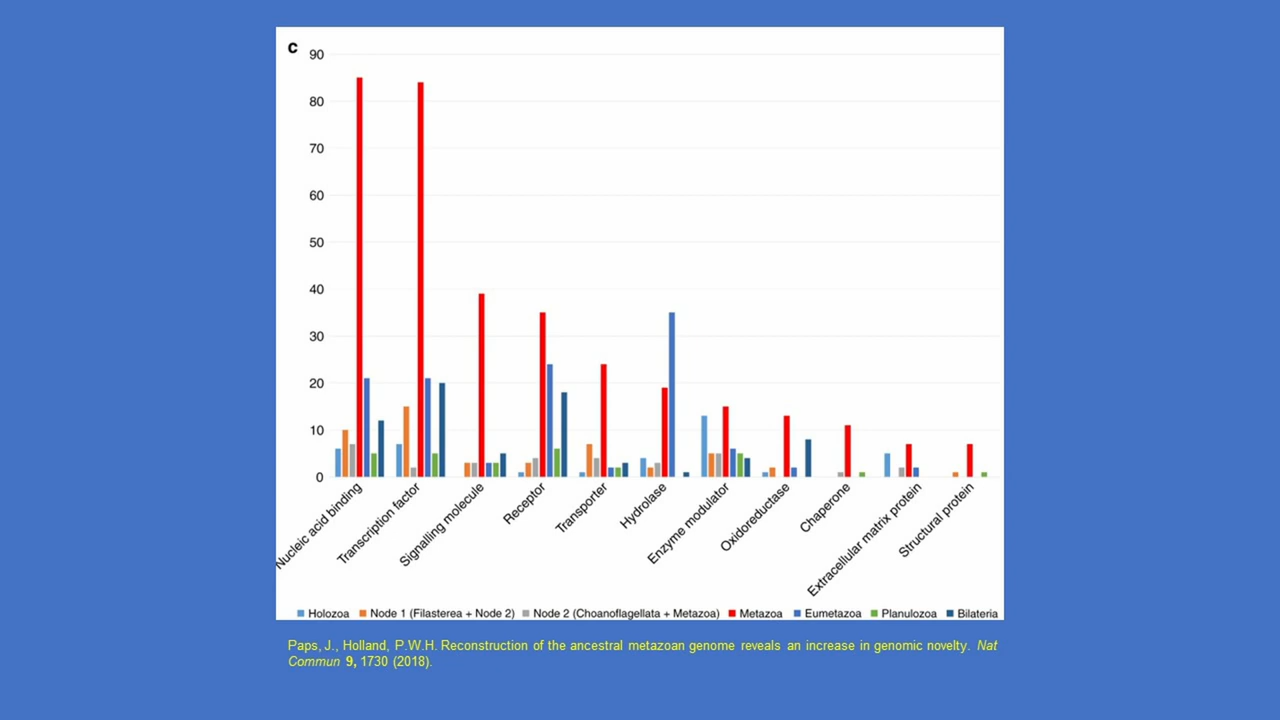 c
90
80
70
60
50
40
30
20
10
0
Nucleic acid binding
Transcription factor
Signalling molecule
Receptor
Transporter
Hydrolase
Enzyme modulator
Oxidoreductase
Chaperone
Extracellular matrix protein
Structural protein
Holozoa Node 1 (Filasterea + Node 2) Node 2 (Choanoflagellata + Metazoa) Metazoa Eumetazoa Planulozoa Bilateria
Paps, J., Holland, P.W.H. Reconstruction of the ancestral metazoan genome reveals an increase in genomic novelty. Nat
Commun 9, 1730 (2018).